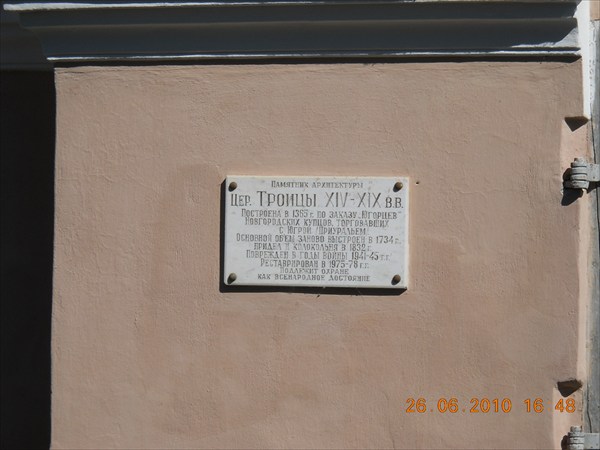 ПАМЯТНИК АРХИТЕКТУРЫ
ЦЕР. ТРОИЦЫ XIV-XIX В.В.
ПОСТРОЕНА В 1365 Г. ПО ЗАКАЗУ „ЮГОРЦЕВ"
НОВГОРОДСКИХ КУПЦОВ, ТОРГОВАВШИХ
С ЮГРОЙ (ПРИУРАЛЬЕМ)
ОСНОВНОЙ ОБЪЕМ ЗАНОВО ВЫСТРОЕН В 1734 Г.
ПРИДЕЛ И КОЛОКОЛЬНЯ В Г.
ПОВРЕЖДЕН В ГОДЫ ВОЙНЫ 1941-45 Г.Г.
РЕСТАВРИРОВАН В 1975-78 Г.Г.
ПОДЛЕЖИТ ОХРАНЕ
КАК ВСЕНАРОДНОЕ ДОСТОЯНИЕ
26.06.2010 16:48